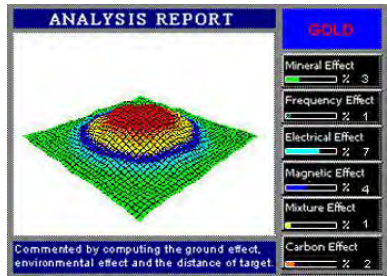 ANALYSIS REPORT
GOLD
Mineral Effect
% 3
Frequency Effect
% 1
Electrical Effect
% 7
Magnetic Effect
% 4
Mixture Effect
% 1
Carbon Effect
% 2
Commented by computing the ground effect,
environmental effect and the distance of target.